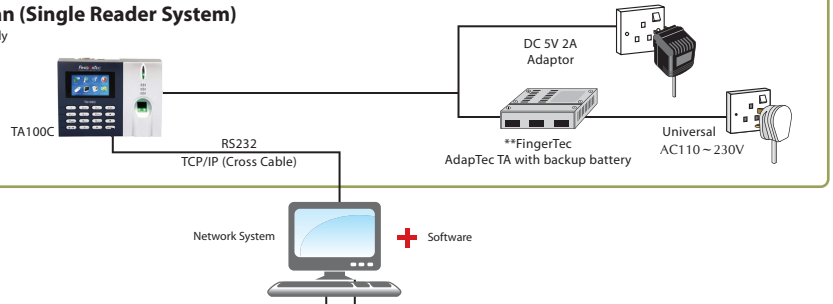 n (Single Reader System)
ly
DC 5V 2A
Adaptor
TA100C
RS232
TCP/IP (Cross Cable)
**FingerTec
AdapTec TA with backup battery
Universal
AC110 ~ 230V
Network System
Software